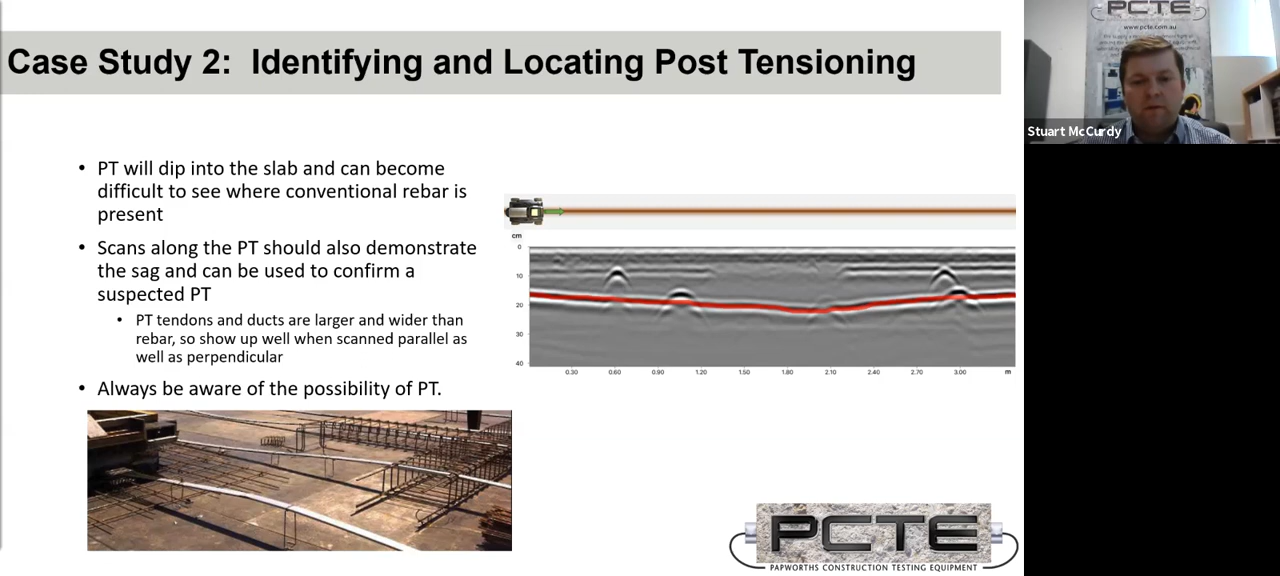 Case Study 2: Identifying and Locating Post Tensioning
• PT will dip into the slab and can become
difficult to see where conventional rebar is
present
• Scans along the PT should also demonstrate
the sag and can be used to confirm a
suspected PT
• PT tendons and ducts are larger and wider than
rebar, so show up well when scanned parallel as
well as perpendicular
• Always be aware of the possibility of PT.
cm
0
10
20
30
40
0.30 0.60 0.90 1.20 1.50 1.80 2.10 2.40 2.70 3.00 m
PCTE
PAPWORTHS CONSTRUCTION TESTING EQUIPMENT
PCTE
www.pcte.com.au
Stuart McCurdy